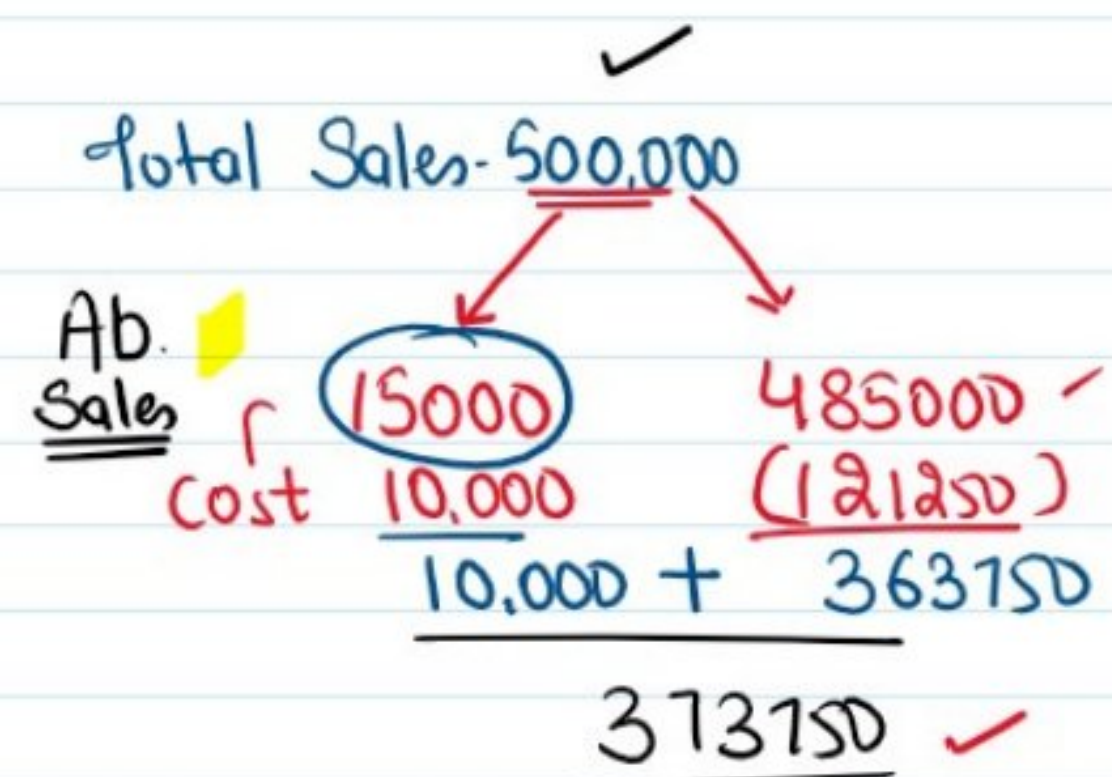 Total Sales - 500,000
Ab. 15000 485000
Sales
Cost 10,000 (121250)
10,000 + 363750
373750